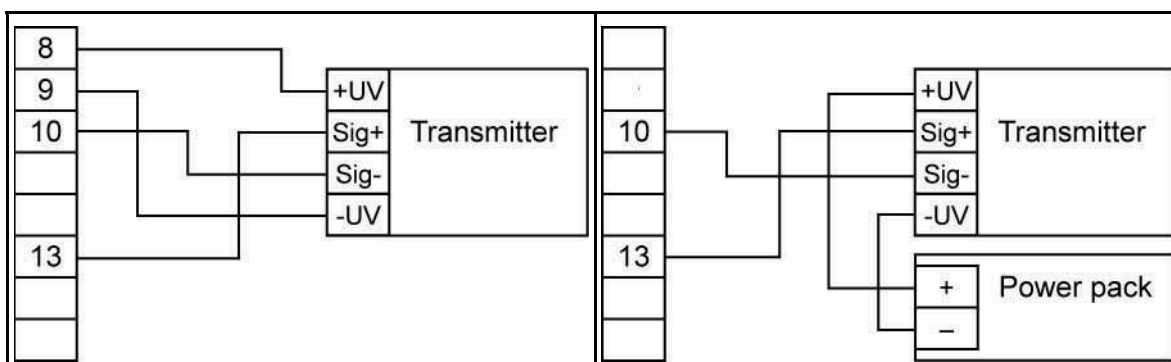 8
9
10
13
+UV
Sig+
Sig-
-UV
Transmitter
10
13
+UV
Sig+
Sig-
-UV
Transmitter
+
–
Power pack